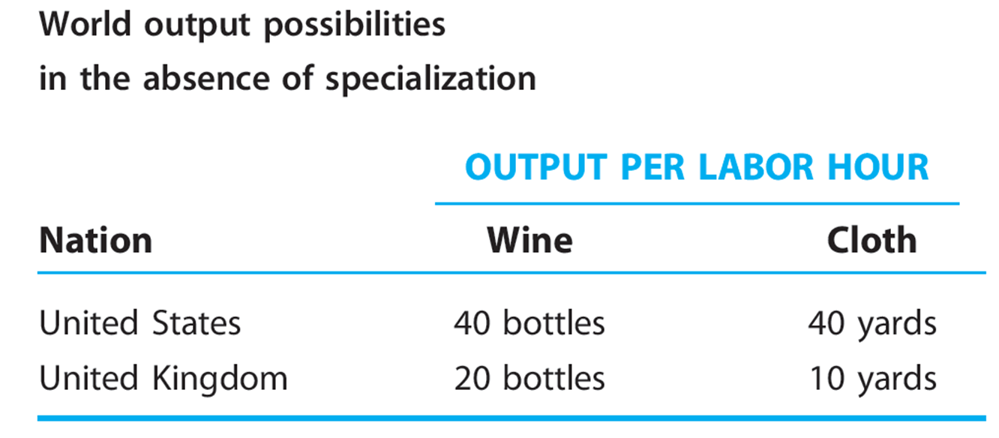 World output possibilities
in the absence of specialization
OUTPUT PER LABOR HOUR
Nation Wine Cloth
United States 40 bottles 40 yards
United Kingdom 20 bottles 10 yards